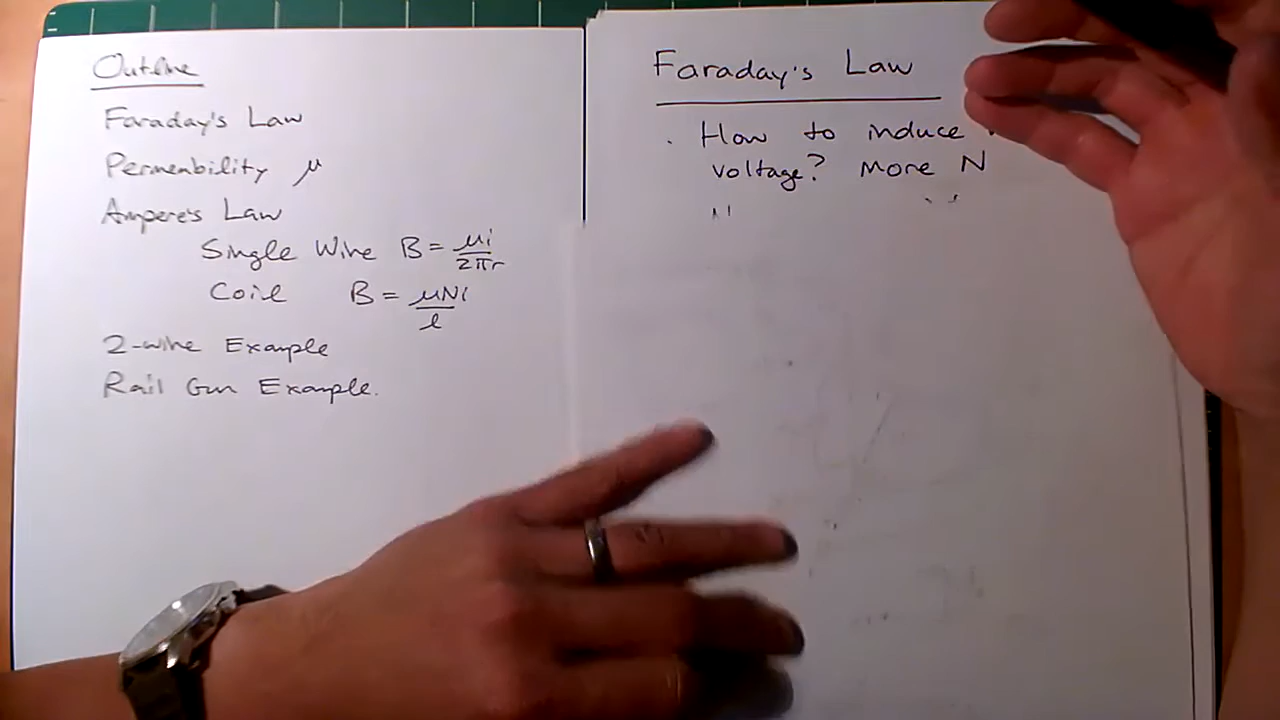 Outline
Faraday's Law
Permeability μ
Ampere's Law
Single Wire B = μi/2πr
Coil B = μNi/l
2-wire Example
Rail Gun Example.
Faraday's Law
· How to induce
voltage? More N